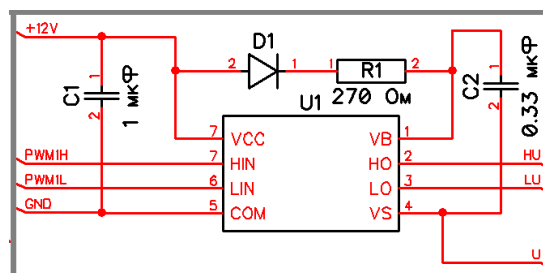 +12V
D1
2
1
1
R1
2
270 Ом
1
C1
2
1 мкФ
C2
1
2
0.33 мкФ
U1
7
VCC
VB
1
PWM1H
7
HIN
HO
2
HU
PWM1L
6
LIN
LO
3
LU
GND
5
COM
VS
4
U